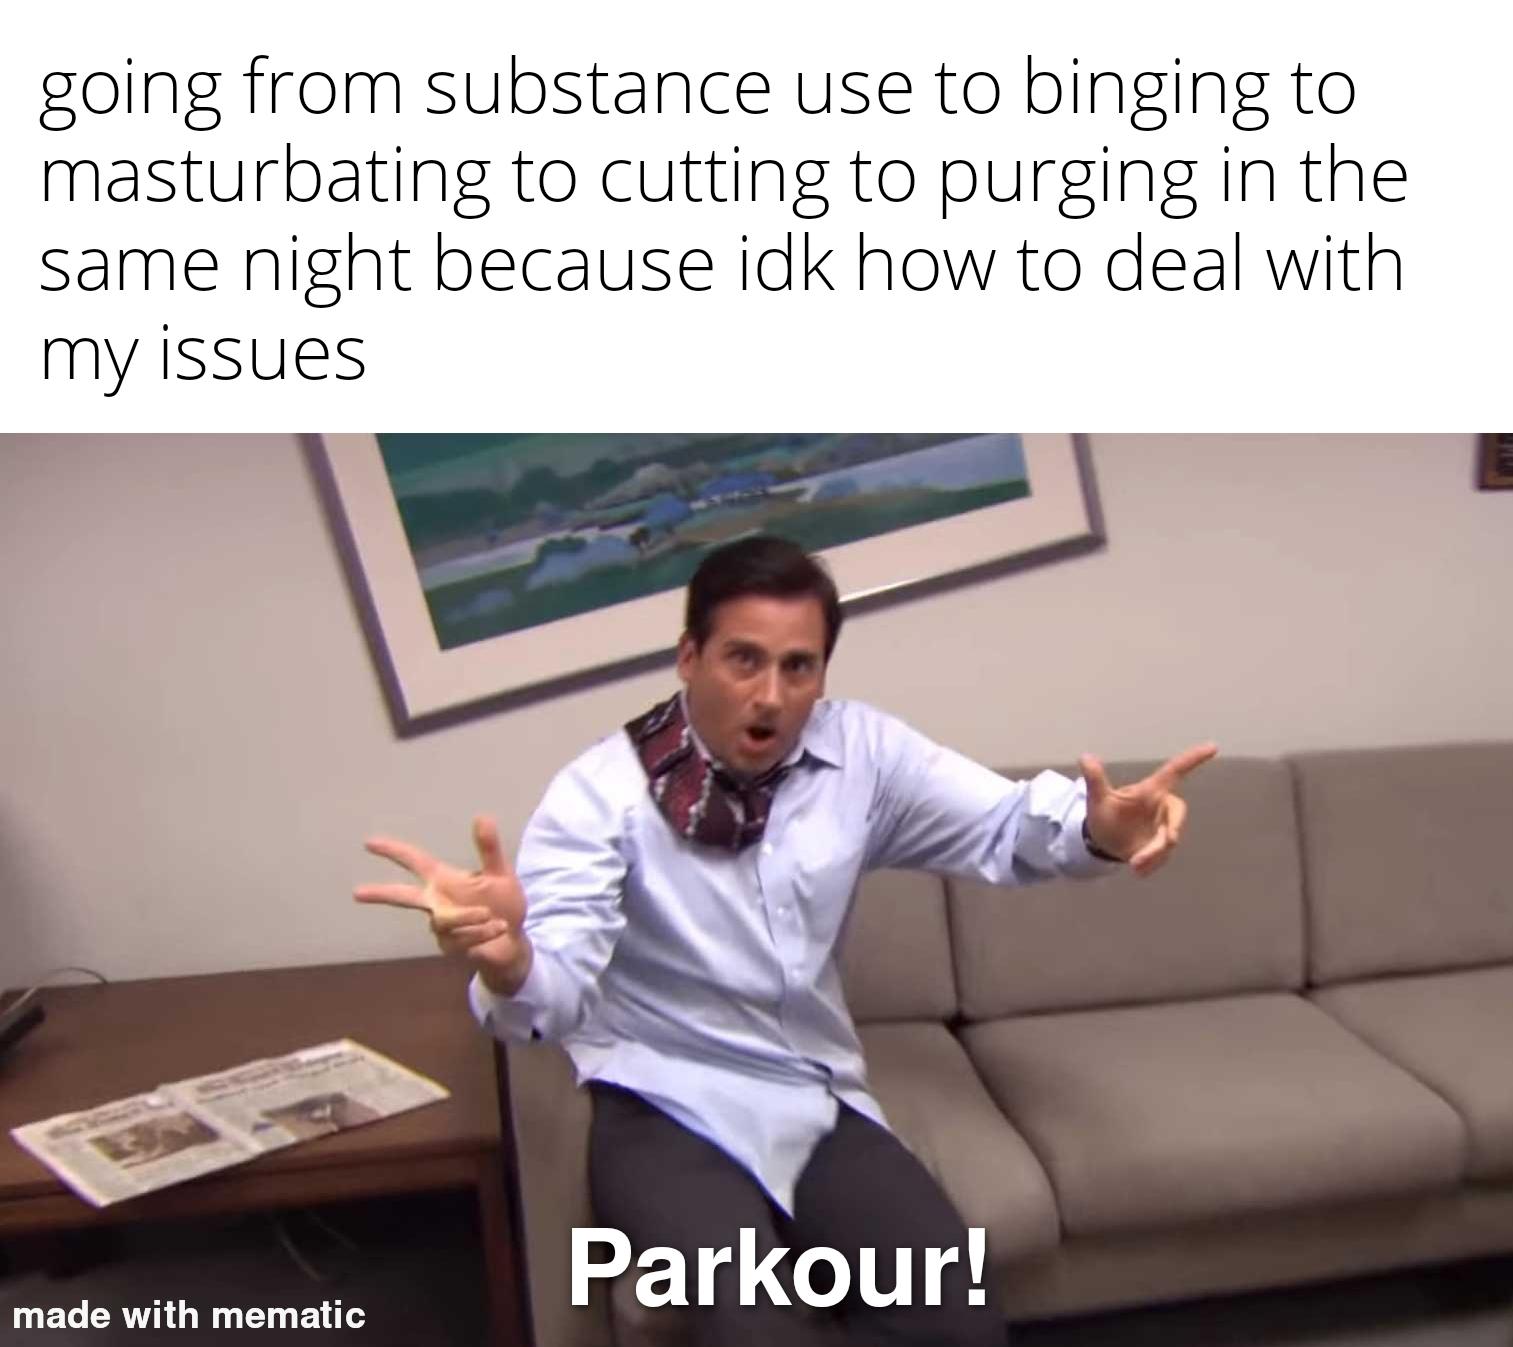 going from substance use to binging to
masturbating to cutting to purging in the
same night because idk how to deal with
my issues
Parkour!
made with mematic